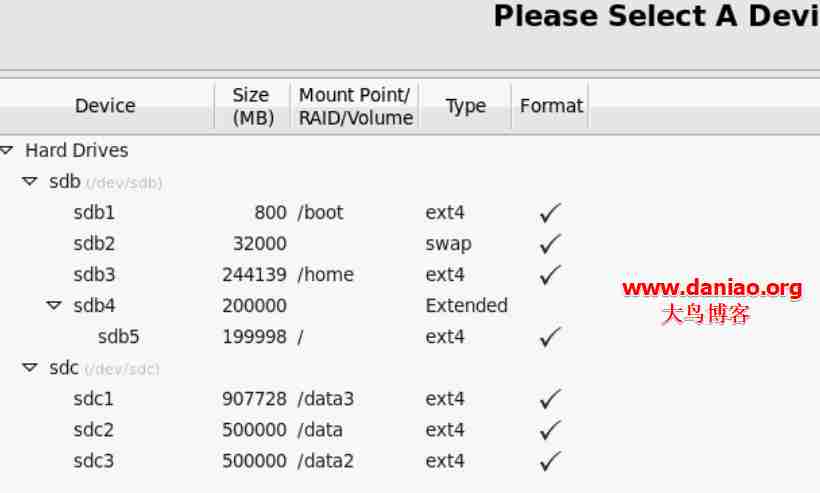 Please Select A Devi
Device Size (MB) Mount Point/ RAID/Volume Type Format
Hard Drives
sdb (/dev/sdb)
sdb1 800 /boot ext4
sdb2 32000 swap
sdb3 244139 /home ext4
sdb4 200000 Extended
sdb5 199998 / ext4
sdc (/dev/sdc)
sdc1 907728 /data3 ext4
sdc2 500000 /data ext4
sdc3 500000 /data2 ext4
www.daniao.org
大鸟博客